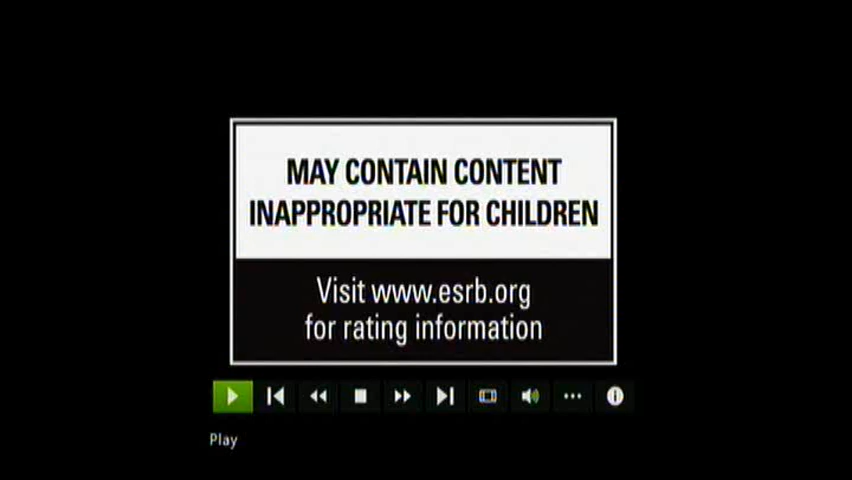 MAY CONTAIN CONTENT
INAPPROPRIATE FOR CHILDREN
Visit www.esrb.org
for rating information
Play